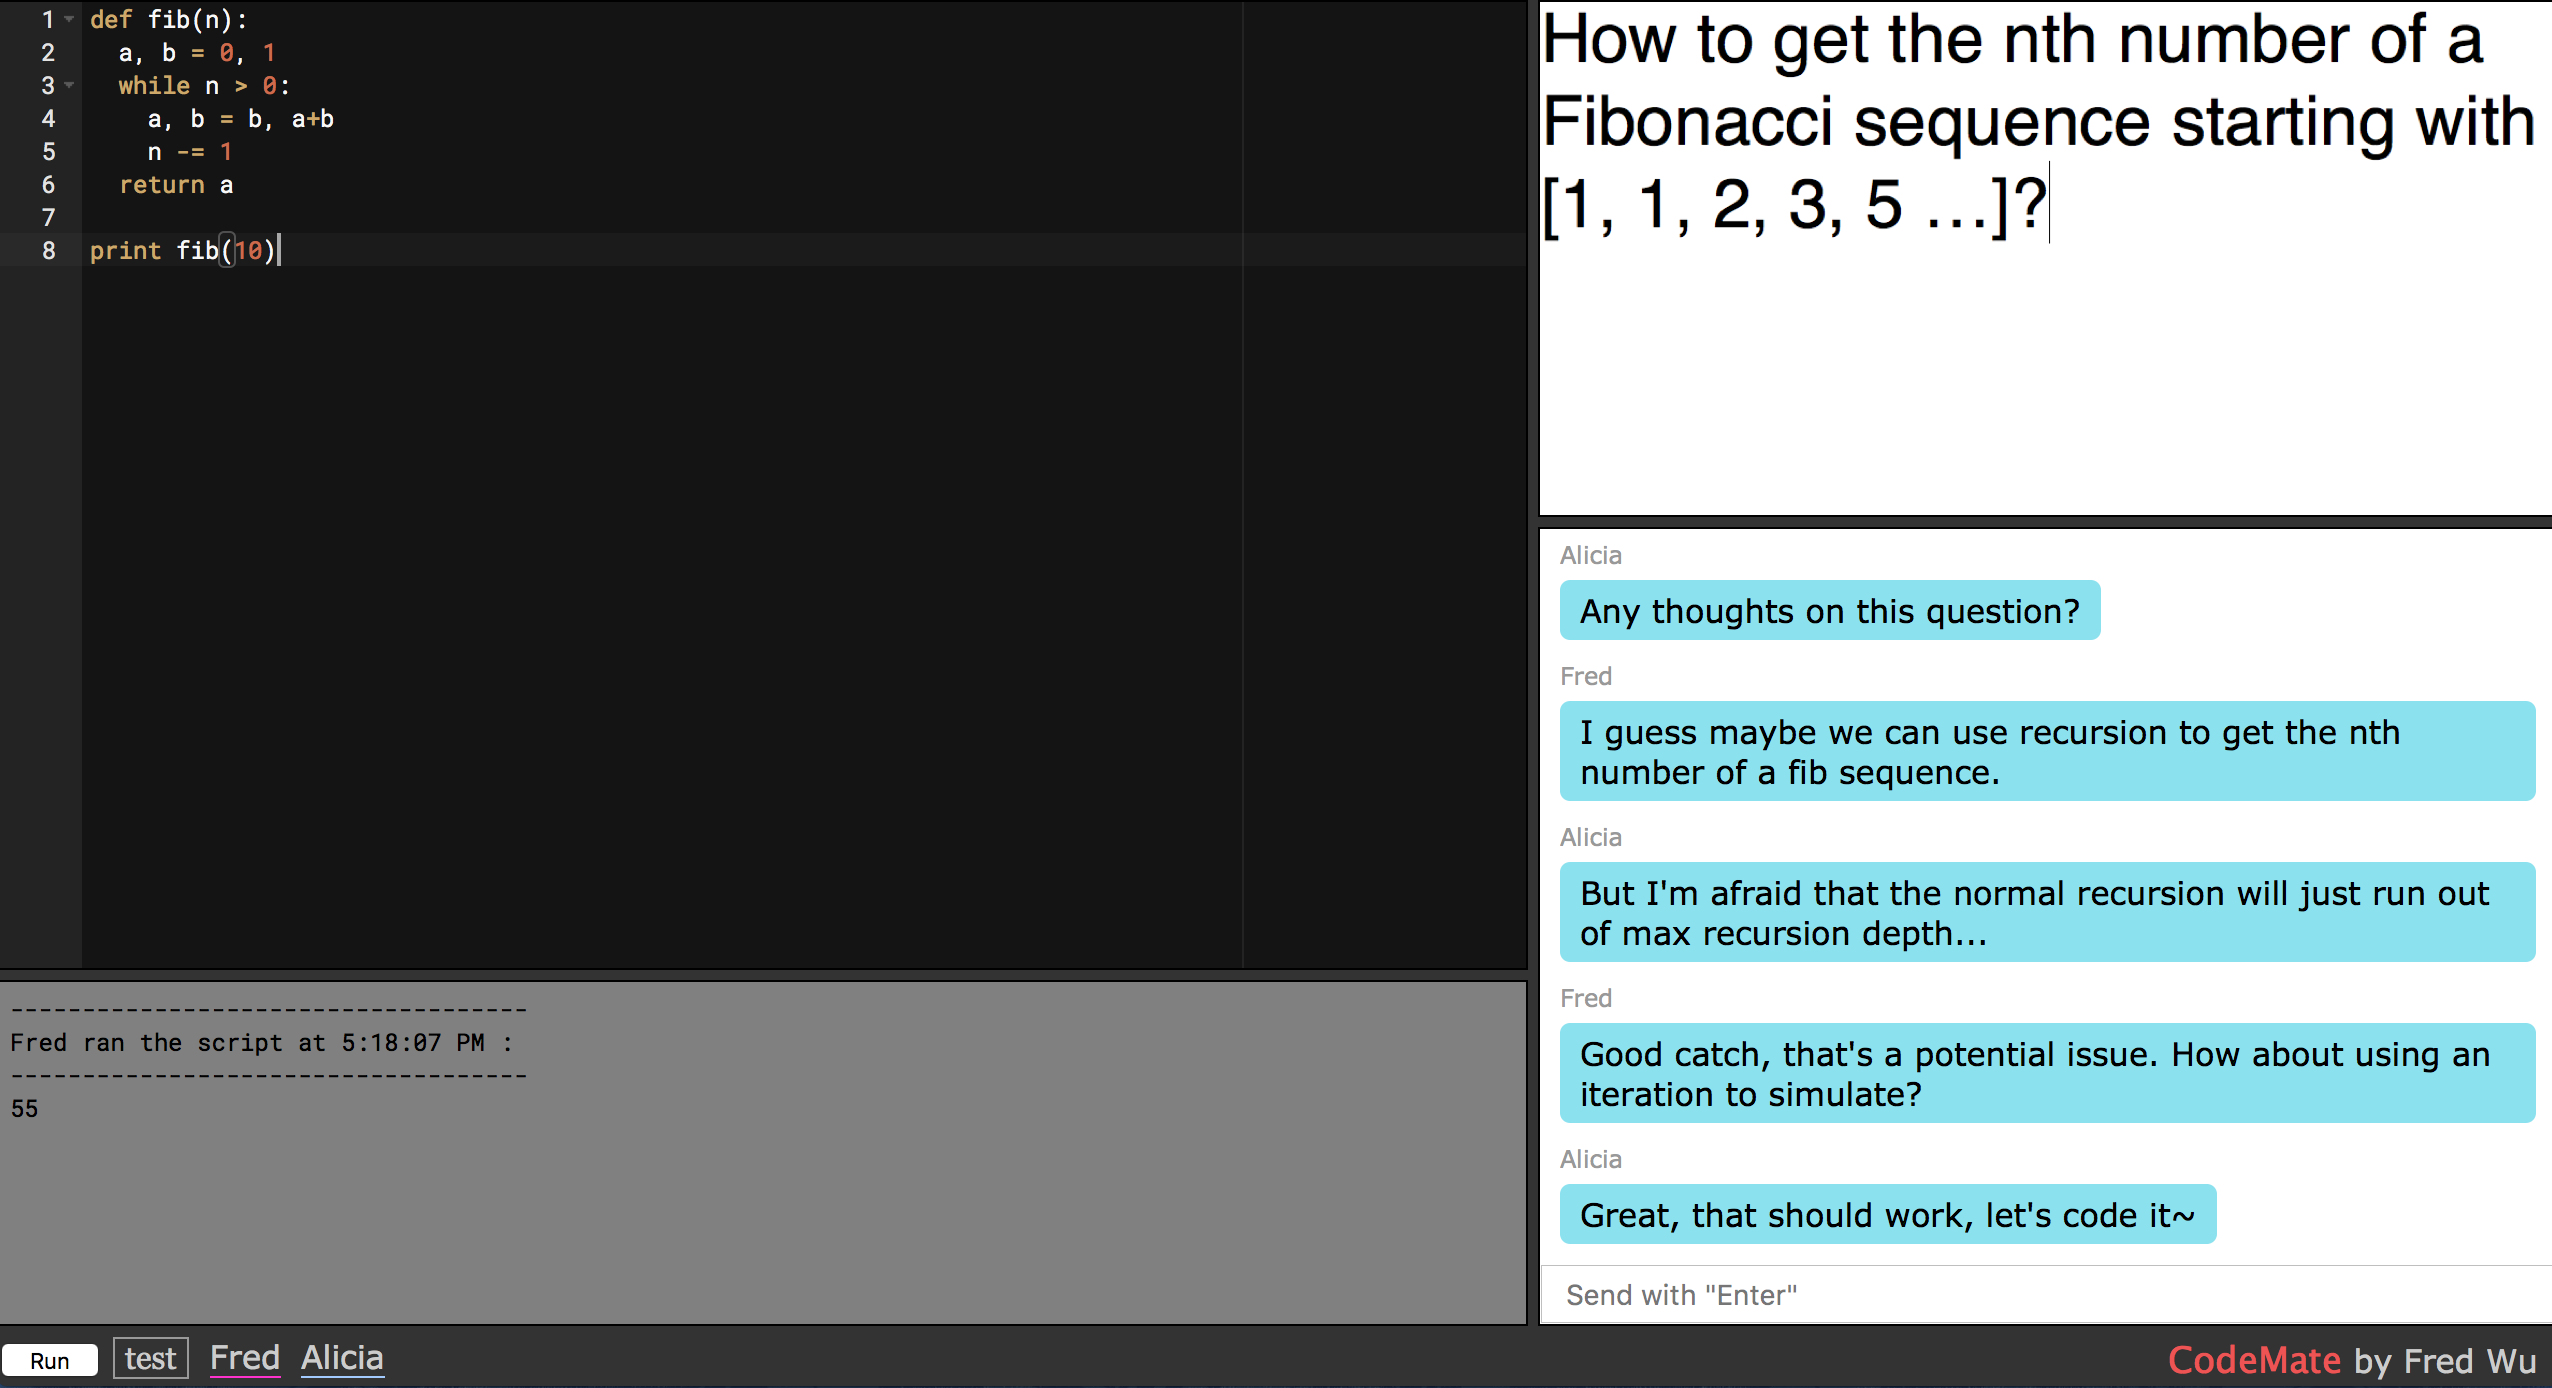 1 def fib(n):
2   a, b = 0, 1
3   while n > 0:
4     a, b = b, a+b
5     n -= 1
6   return a
7
8 print fib(10)
------------------------------------
Fred ran the script at 5:18:07 PM :
------------------------------------
55
How to get the nth number of a
Fibonacci sequence starting with
[1, 1, 2, 3, 5 ...]?
Alicia
Any thoughts on this question?
Fred
I guess maybe we can use recursion to get the nth
number of a fib sequence.
Alicia
But I'm afraid that the normal recursion will just run out
of max recursion depth...
Fred
Good catch, that's a potential issue. How about using an
iteration to simulate?
Alicia
Great, that should work, let's code it~
Send with "Enter"
Run test Fred Alicia
CodeMate by Fred Wu